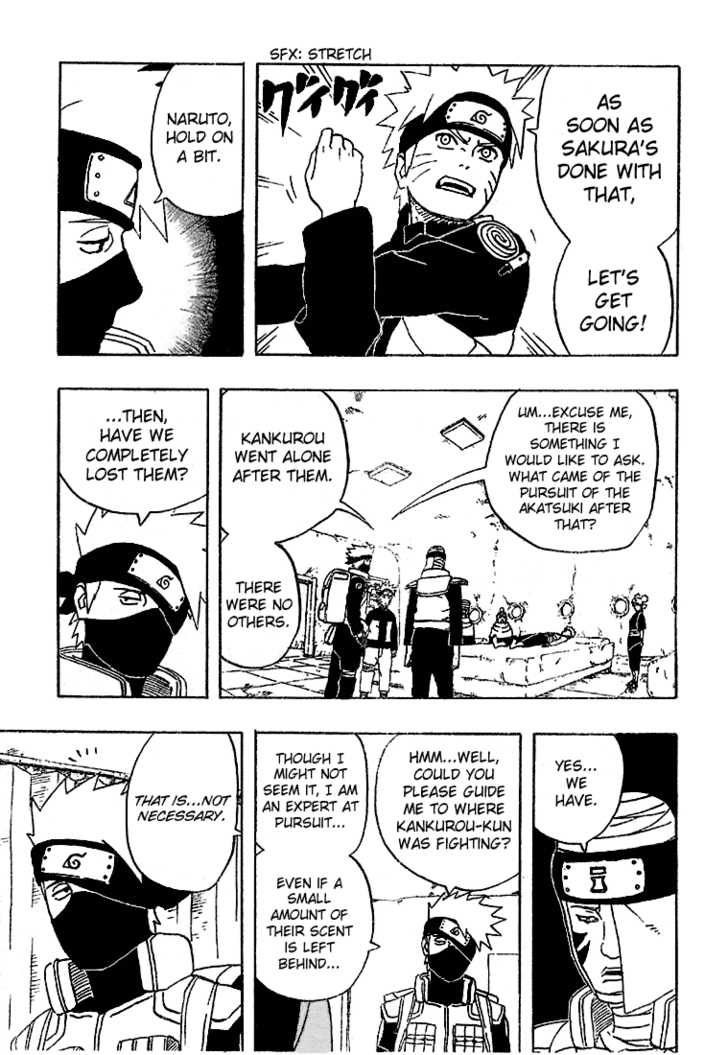 SFX: STRETCH
グイグイ
AS
SOON AS
SAKURA'S
DONE WITH
THAT,
LET'S
GET
GOING!
NARUTO,
HOLD ON
A BIT.
UM...EXCUSE ME,
THERE IS
SOMETHING I
WOULD LIKE TO ASK.
WHAT CAME OF THE
PURSUIT OF THE
AKATSUKI AFTER
THAT?
KANKUROU
WENT ALONE
AFTER THEM.
THERE
WERE NO
OTHERS.
...THEN,
HAVE WE
COMPLETELY
LOST THEM?
YES...
WE
HAVE.
HMM...WELL,
COULD YOU
PLEASE GUIDE
ME TO WHERE
KANKUROU-KUN
WAS FIGHTING?
THOUGH I
MIGHT NOT
SEEM IT, I AM
AN EXPERT AT
PURSUIT...
EVEN IF A
SMALL
AMOUNT OF
THEIR SCENT
IS LEFT
BEHIND...
THAT IS...NOT
NECESSARY.